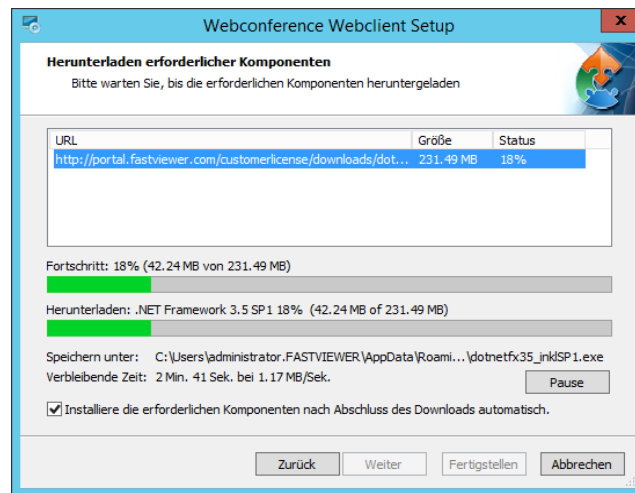 Webconference Webclient Setup
x
Herunterladen erforderlicher Komponenten
Bitte warten Sie, bis die erforderlichen Komponenten heruntergeladen
URL Größe Status
http://portal.fastviewer.com/customerlicense/downloads/dot... 231.49 MB 18%
Fortschritt: 18% (42.24 MB von 231.49 MB)
Herunterladen: .NET Framework 3.5 SP1 18% (42.24 MB of 231.49 MB)
Speichern unter: C:\Users\administrator.FASTVIEWER\AppData\Roami...\dotnetfx35_inklSP1.exe
Verbleibende Zeit: 2 Min. 41 Sek. bei 1.17 MB/Sek.
Pause
Installiere die erforderlichen Komponenten nach Abschluss des Downloads automatisch.
Zurück Weiter Fertigstellen Abbrechen